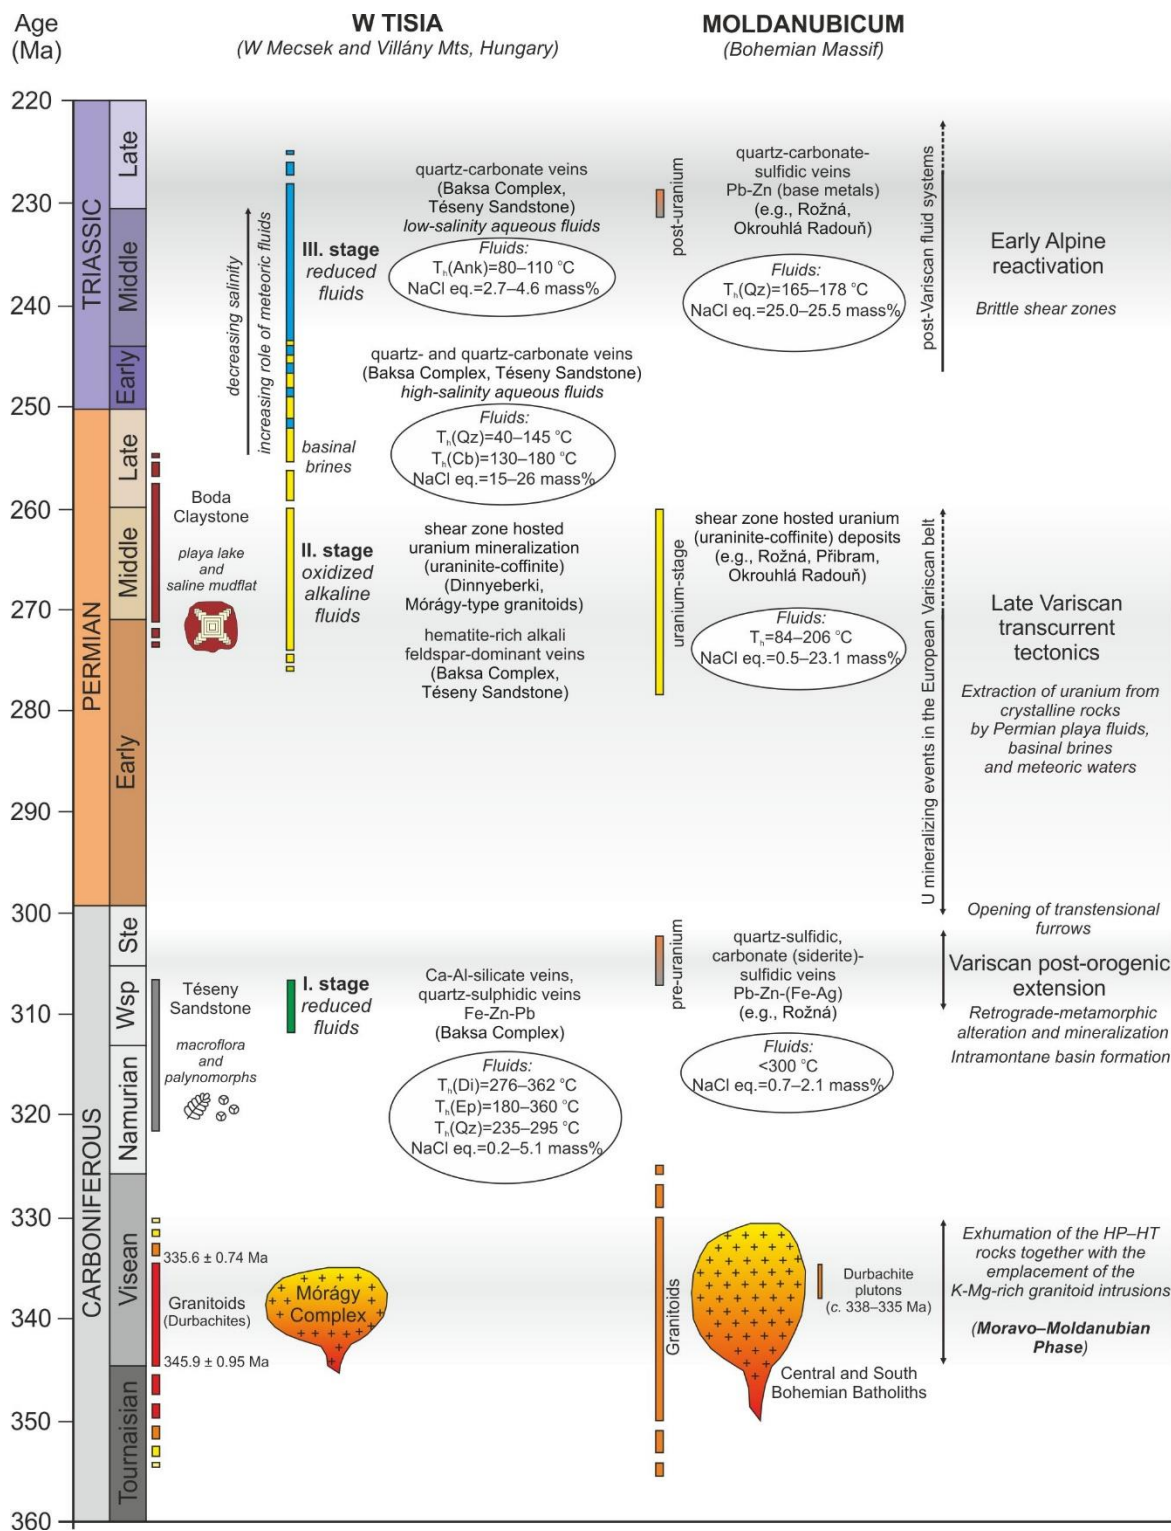 Age
(Ma)
W TISIA
(W Mecsek and Villány Mts, Hungary)
MOLDANUBICUM
(Bohemian Massif)
220
230
240
250
260
270
280
290
300
310
320
330
340
350
360
TRIASSIC
PERMIAN
CARBONIFEROUS
Late
Middle
Early
Late
Middle
Early
Ste
Wsp
Namurian
Visean
Tournaisian
Boda
Claystone
playa lake
and
saline mudflat
Téseny
Sandstone
macroflora
and
palynomorphs
335.6 ± 0.74 Ma
Granitoids
(Durbachites)
345.9 ± 0.95 Ma
decreasing salinity
increasing role of meteoric fluids
III. stage
reduced
fluids
basinal
brines
II. stage
oxidized
alkaline
fluids
I. stage
reduced
fluids
Mórágy
Complex
quartz-carbonate veins
(Baksa Complex,
Téseny Sandstone)
low-salinity aqueous fluids
Fluids:
Th(Ank)=80–110 °C
NaCl eq.=2.7–4.6 mass%
quartz- and quartz-carbonate veins
(Baksa Complex, Téseny Sandstone)
high-salinity aqueous fluids
Fluids:
Th(Qz)=40–145 °C
Th(Cb)=130–180 °C
NaCl eq.=15–26 mass%
shear zone hosted
uranium mineralization
(uraninite-coffinite)
(Dinnyeberki,
Mórágy-type granitoids)
hematite-rich alkali
feldspar-dominant veins
(Baksa Complex,
Téseny Sandstone)
Ca-Al-silicate veins,
quartz-sulphidic veins
Fe-Zn-Pb
(Baksa Complex)
Fluids:
Th(Di)=276–362 °C
Th(Ep)=180–360 °C
Th(Qz)=235–295 °C
NaCl eq.=0.2–5.1 mass%
post-uranium
quartz-carbonate-
sulfidic veins
Pb-Zn (base metals)
(e.g., Rožná,
Okrouhlá Radouň)
Fluids:
Th(Qz)=165–178 °C
NaCl eq.=25.0–25.5 mass%
uranium-stage
shear zone hosted uranium
(uraninite-coffinite) deposits
(e.g., Rožná, Přibram,
Okrouhlá Radouň)
Fluids:
Th=84–206 °C
NaCl eq.=0.5–23.1 mass%
pre-uranium
quartz-sulfidic,
carbonate (siderite)-
sulfidic veins
Pb-Zn-(Fe-Ag)
(e.g., Rožná)
Fluids:
<300 °C
NaCl eq.=0.7–2.1 mass%
Granitoids
Durbachite
plutons
(c. 338–335 Ma)
Central and South
Bohemian Batholiths
post-Variscan fluid systems
Early Alpine
reactivation
Brittle shear zones
U mineralizing events in the European Variscan belt
Late Variscan
transcurrent
tectonics
Extraction of uranium from
crystalline rocks
by Permian playa fluids,
basinal brines
and meteoric waters
Opening of transtensional
furrows
Variscan post-orogenic
extension
Retrograde-metamorphic
alteration and mineralization
Intramontane basin formation
Exhumation of the HP–HT
rocks together with the
emplacement of the
K-Mg-rich granitoid intrusions
(Moravo–Moldanubian
Phase)